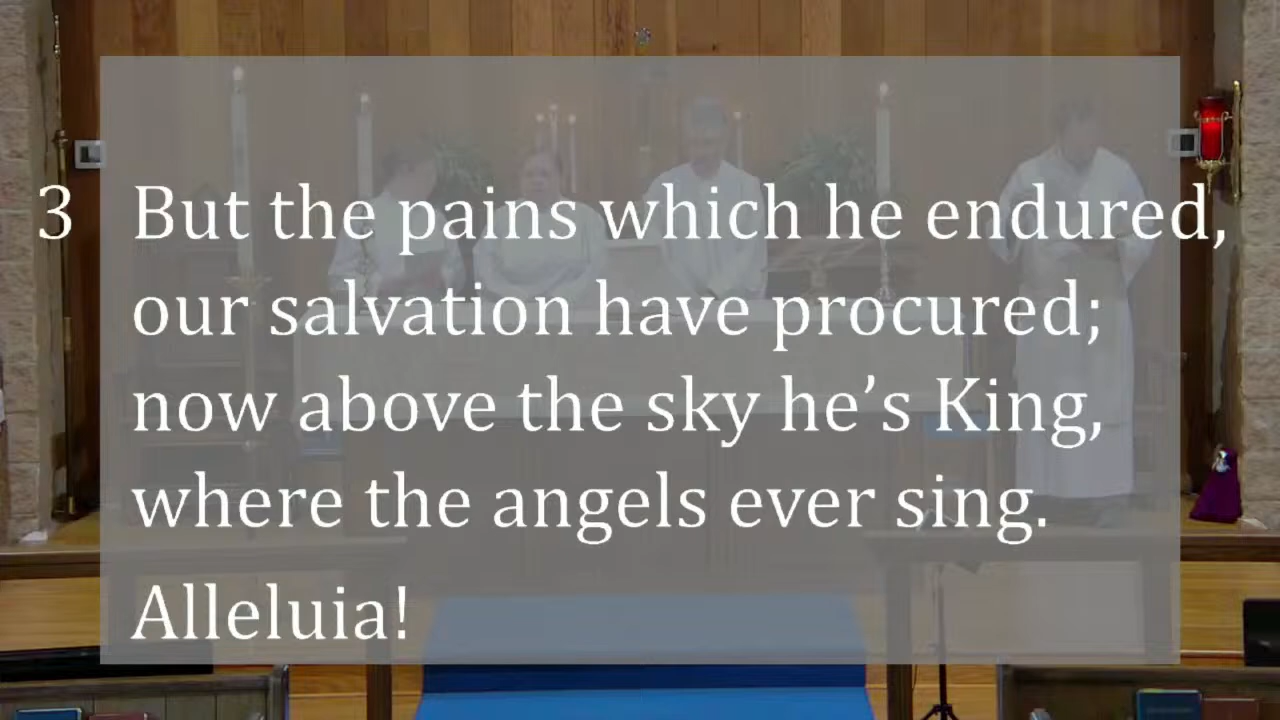 3 But the pains which he endured,
our salvation have procured;
now above the sky he’s King,
where the angels ever sing.
Alleluia!